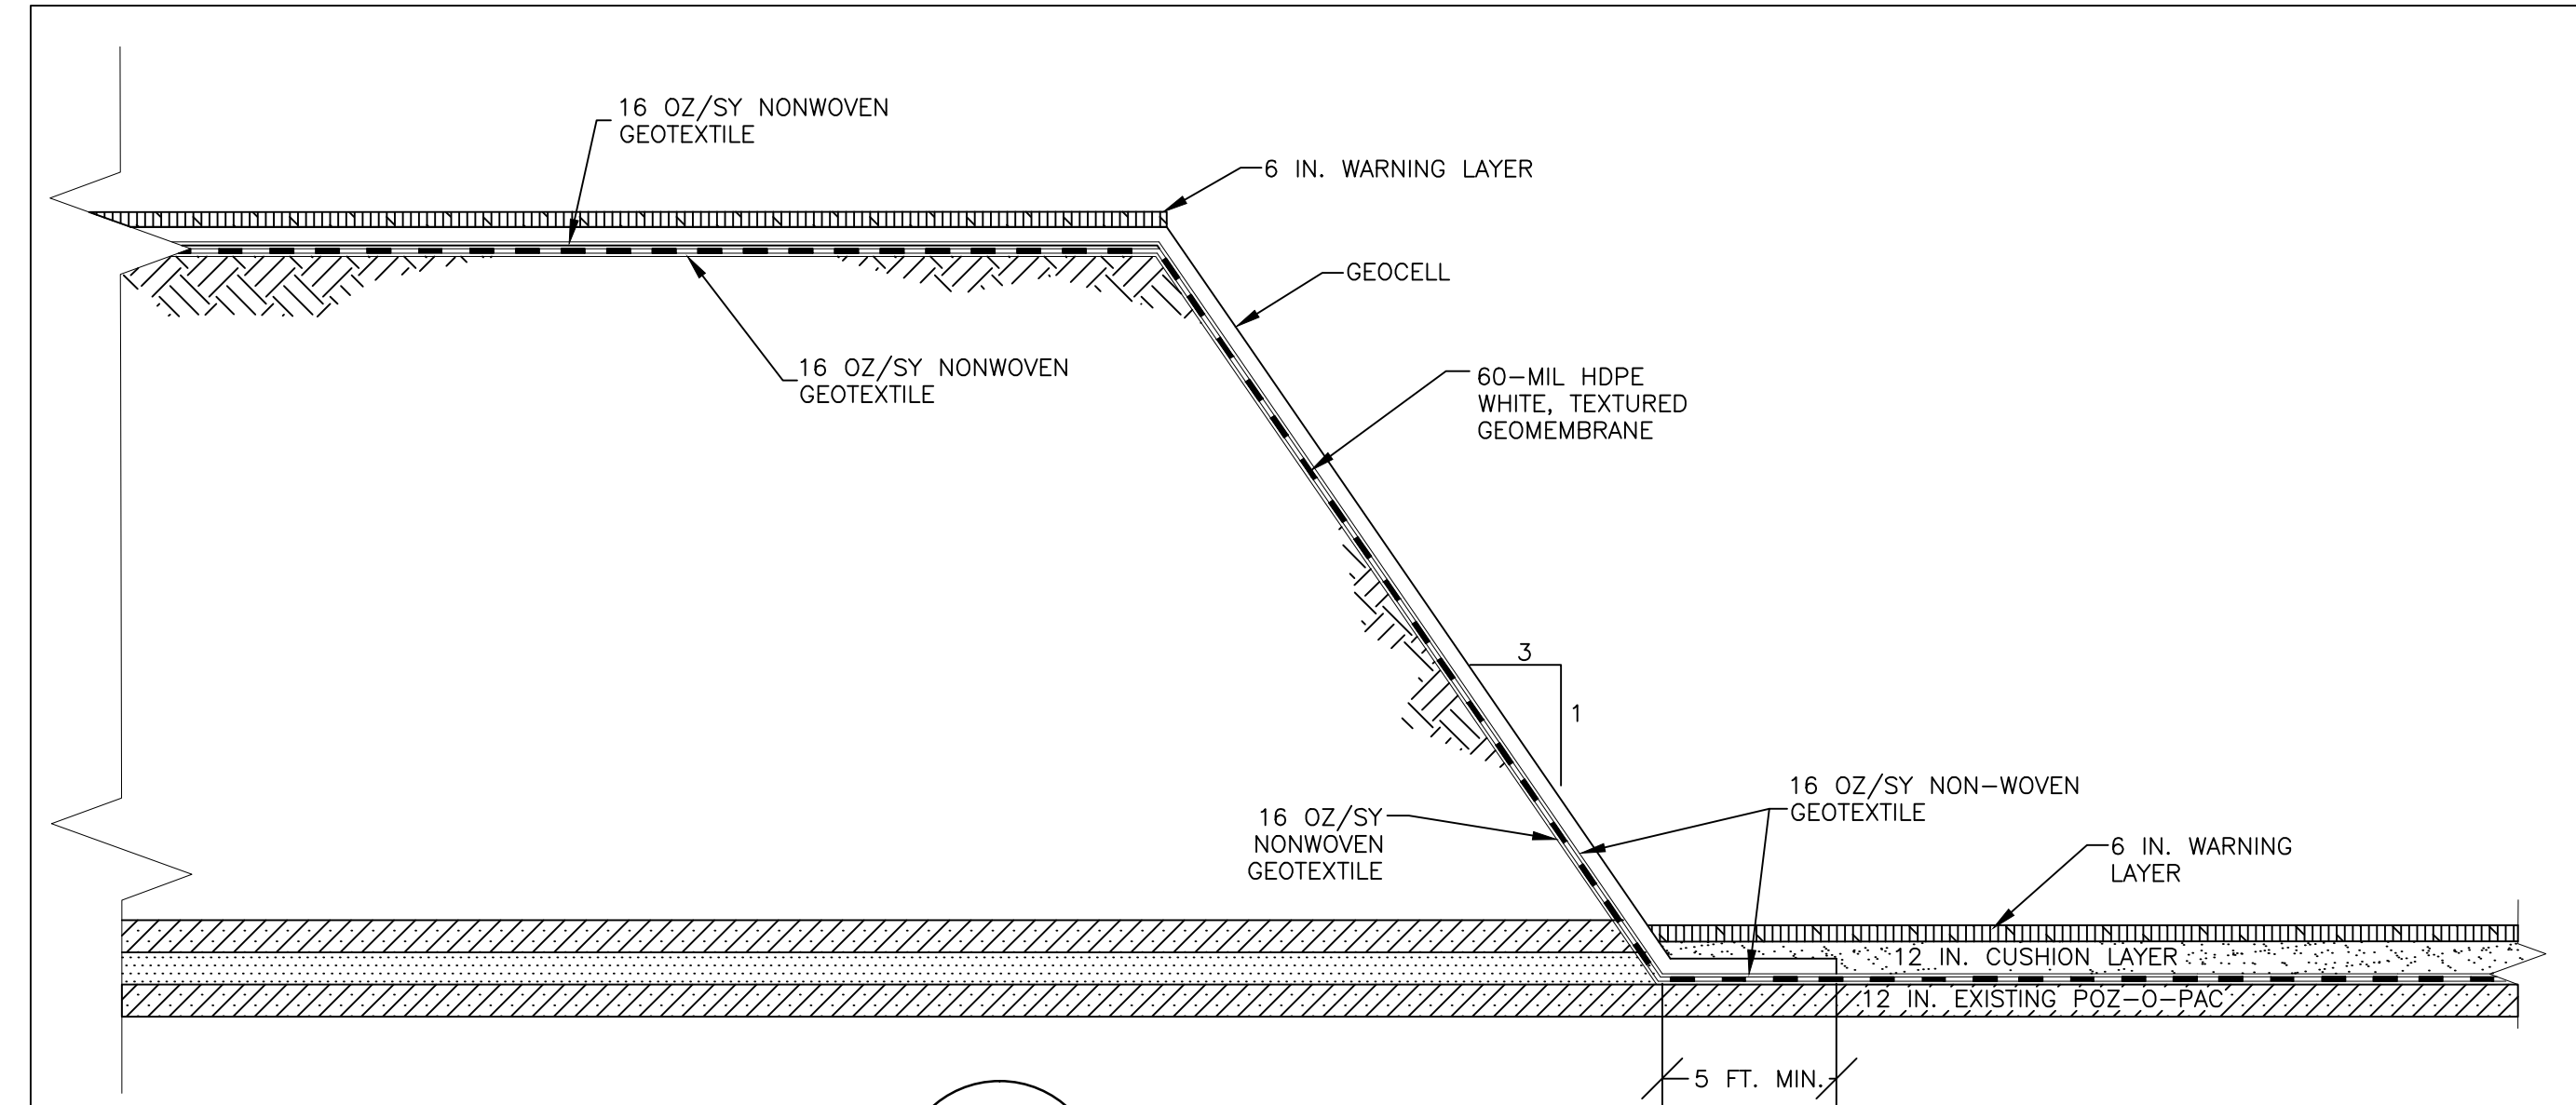 16 OZ/SY NONWOVEN
GEOTEXTILE
6 IN. WARNING LAYER
GEOCELL
16 OZ/SY NONWOVEN
GEOTEXTILE
60-MIL HDPE
WHITE, TEXTURED
GEOMEMBRANE
3
1
16 OZ/SY NON-WOVEN
GEOTEXTILE
16 OZ/SY
NONWOVEN
GEOTEXTILE
6 IN. WARNING
LAYER
12 IN. CUSHION LAYER
12 IN. EXISTING POZ-O-PAC
5 FT. MIN.